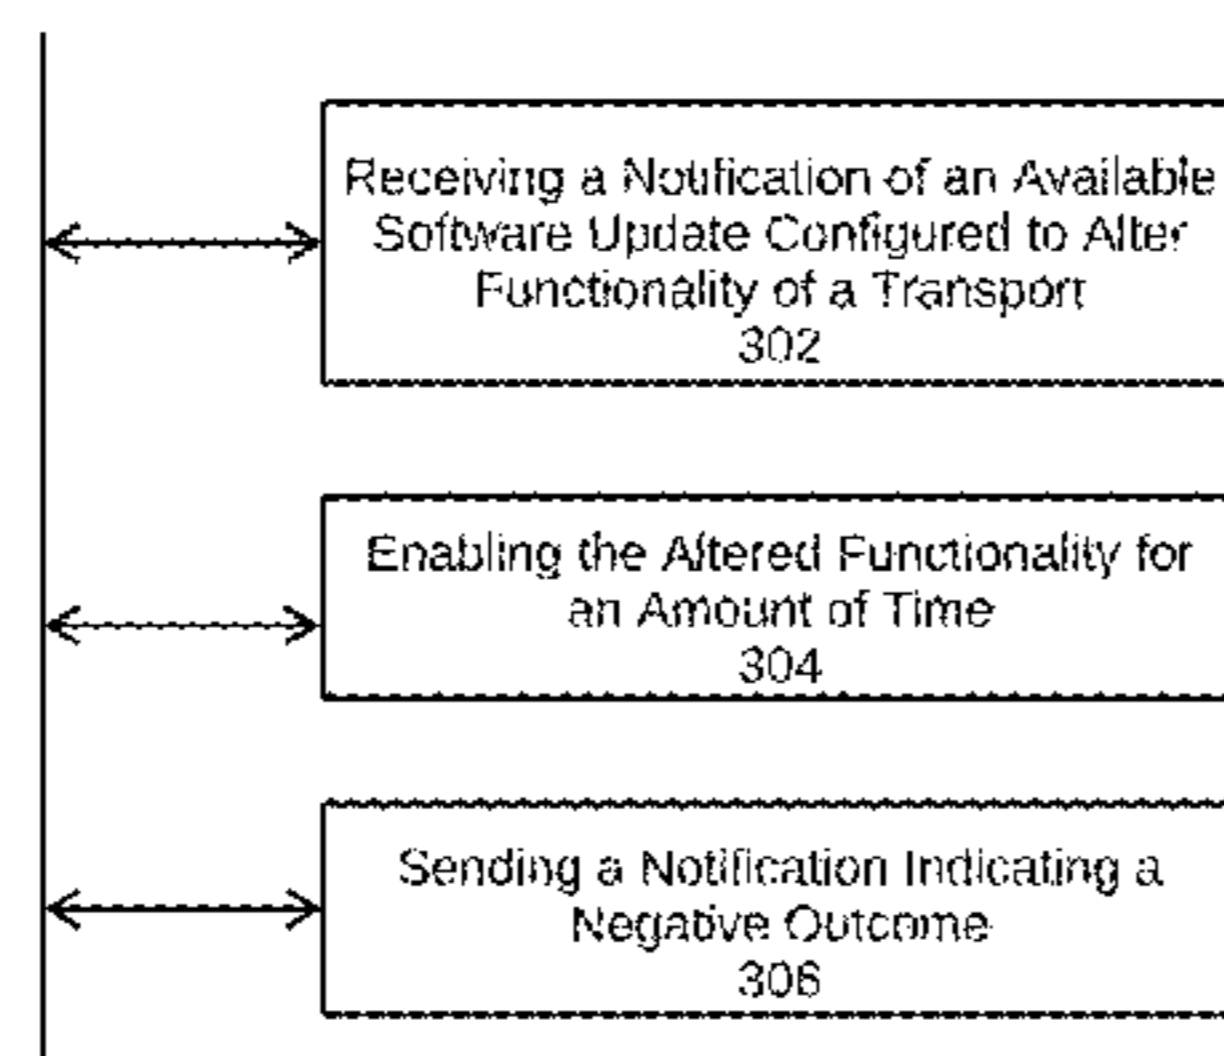 Receiving a Notification of an Available
Software Update Configured to Alter
Functionality of a Transport
302
Enabling the Altered Functionality for
an Amount of Time
304
Sending a Notification Indicating a
Negative Outcome
306